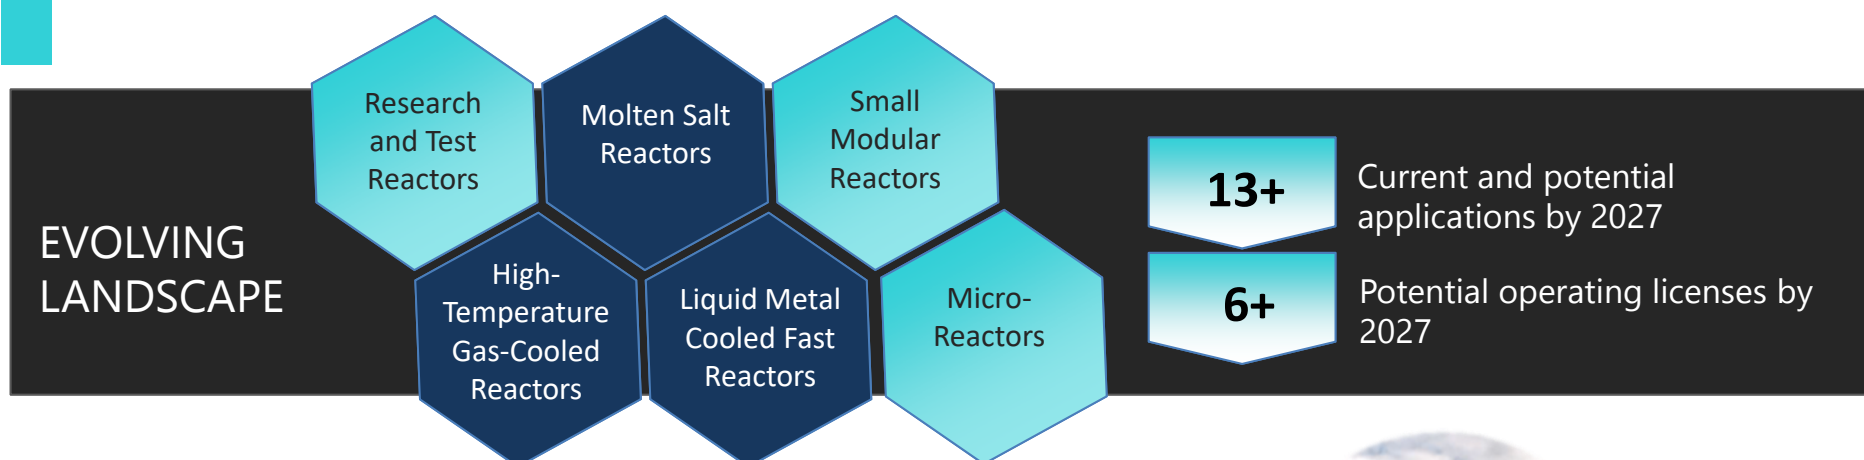 EVOLVING
LANDSCAPE
Research
and Test
Reactors
Molten Salt
Reactors
Small
Modular
Reactors
High-
Temperature
Gas-Cooled
Reactors
Liquid Metal
Cooled Fast
Reactors
Micro-
Reactors
13+
Current and potential
applications by 2027
6+
Potential operating licenses by
2027